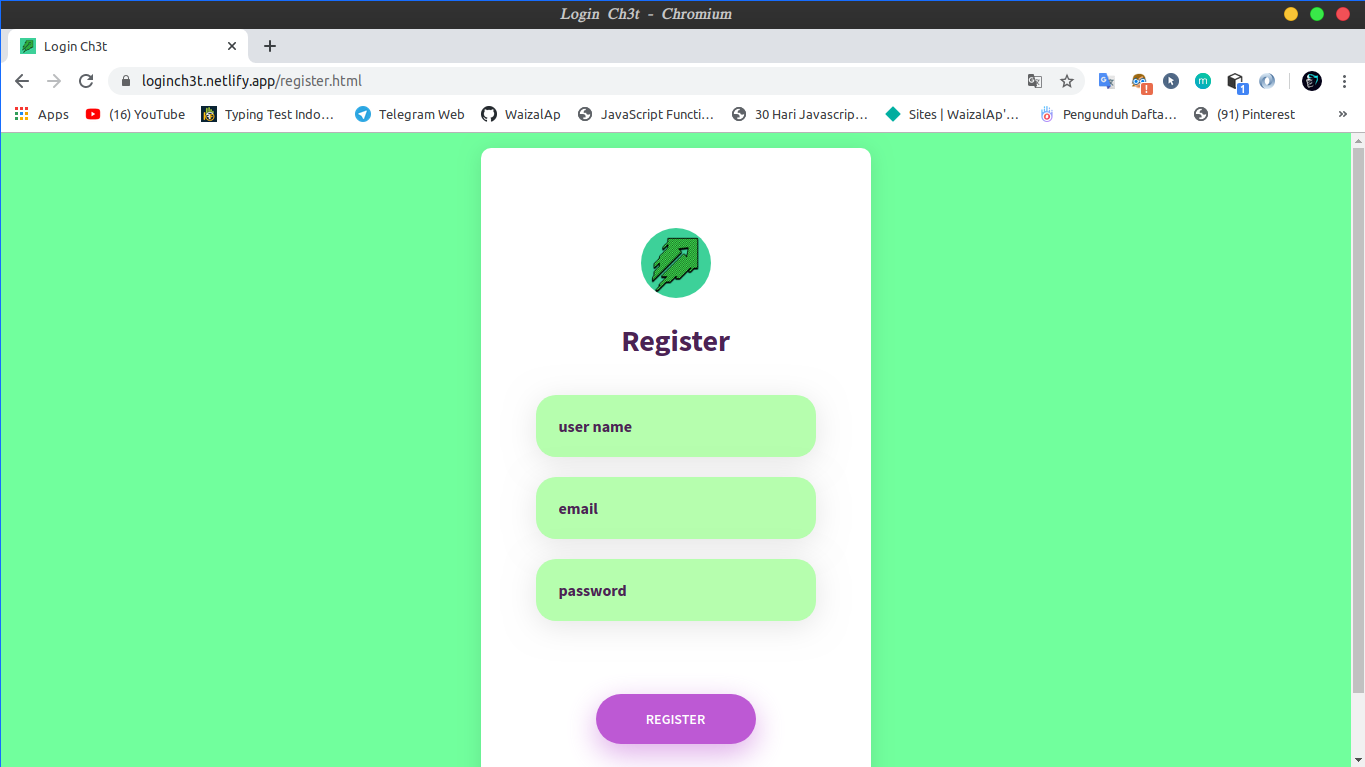 Login Ch3t - Chromium
Login Ch3t
loginch3t.netlify.app/register.html
Apps (16) YouTube Typing Test Indo… Telegram Web WaizalAp JavaScript Functi… 30 Hari Javascrip… Sites | WaizalAp'… Pengunduh Dafta… (91) Pinterest »
Register
user name
email
password
REGISTER